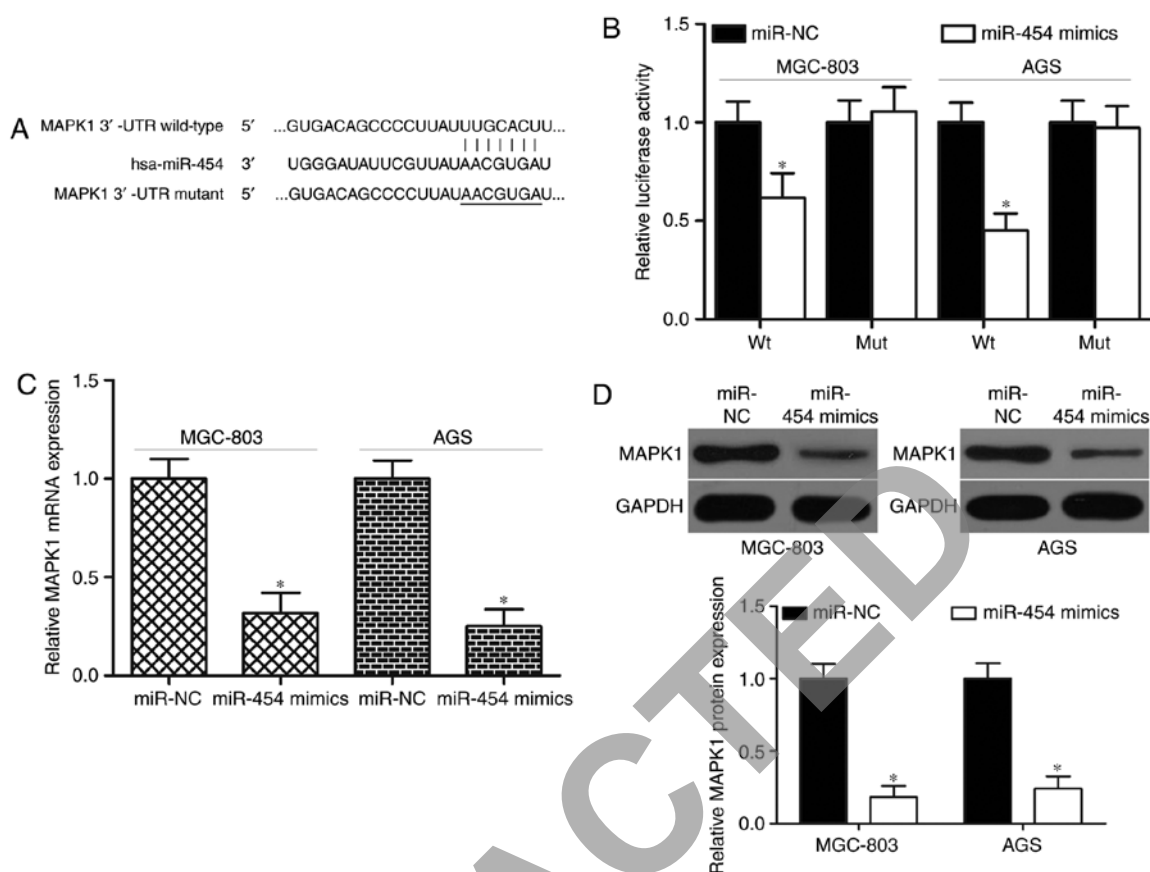 A
MAPK1 3′ -UTR wild-type 5′ ...GUGACAGCCCCUUAUUUGCACUU...
hsa-miR-454 3′ UGGGAUAUUCGUUAUAACGUGAU
MAPK1 3′ -UTR mutant 5′ ...GUGACAGCCCCUUAUAACGUGAU...
B
Relative luciferase activity
1.5
1.0
0.5
0.0
miR-NC
miR-454 mimics
MGC-803
AGS
*
*
Wt
Mut
Wt
Mut
C
Relative MAPK1 mRNA expression
1.5
1.0
0.5
0.0
MGC-803
AGS
*
*
miR-NC
miR-454 mimics
miR-NC
miR-454 mimics
D
miR-
NC
miR-
454 mimics
MAPK1
GAPDH
MGC-803
miR-
NC
miR-
454 mimics
MAPK1
GAPDH
AGS
Relative MAPK1 protein expression
1.5
1.0
0.5
0.0
miR-NC
miR-454 mimics
*
*
MGC-803
AGS
ACTED